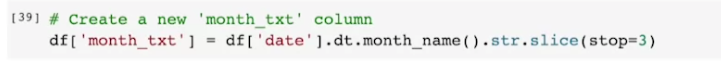 [39] # Create a new 'month_txt' column
df['month_txt'] = df['date'].dt.month_name().str.slice(stop=3)